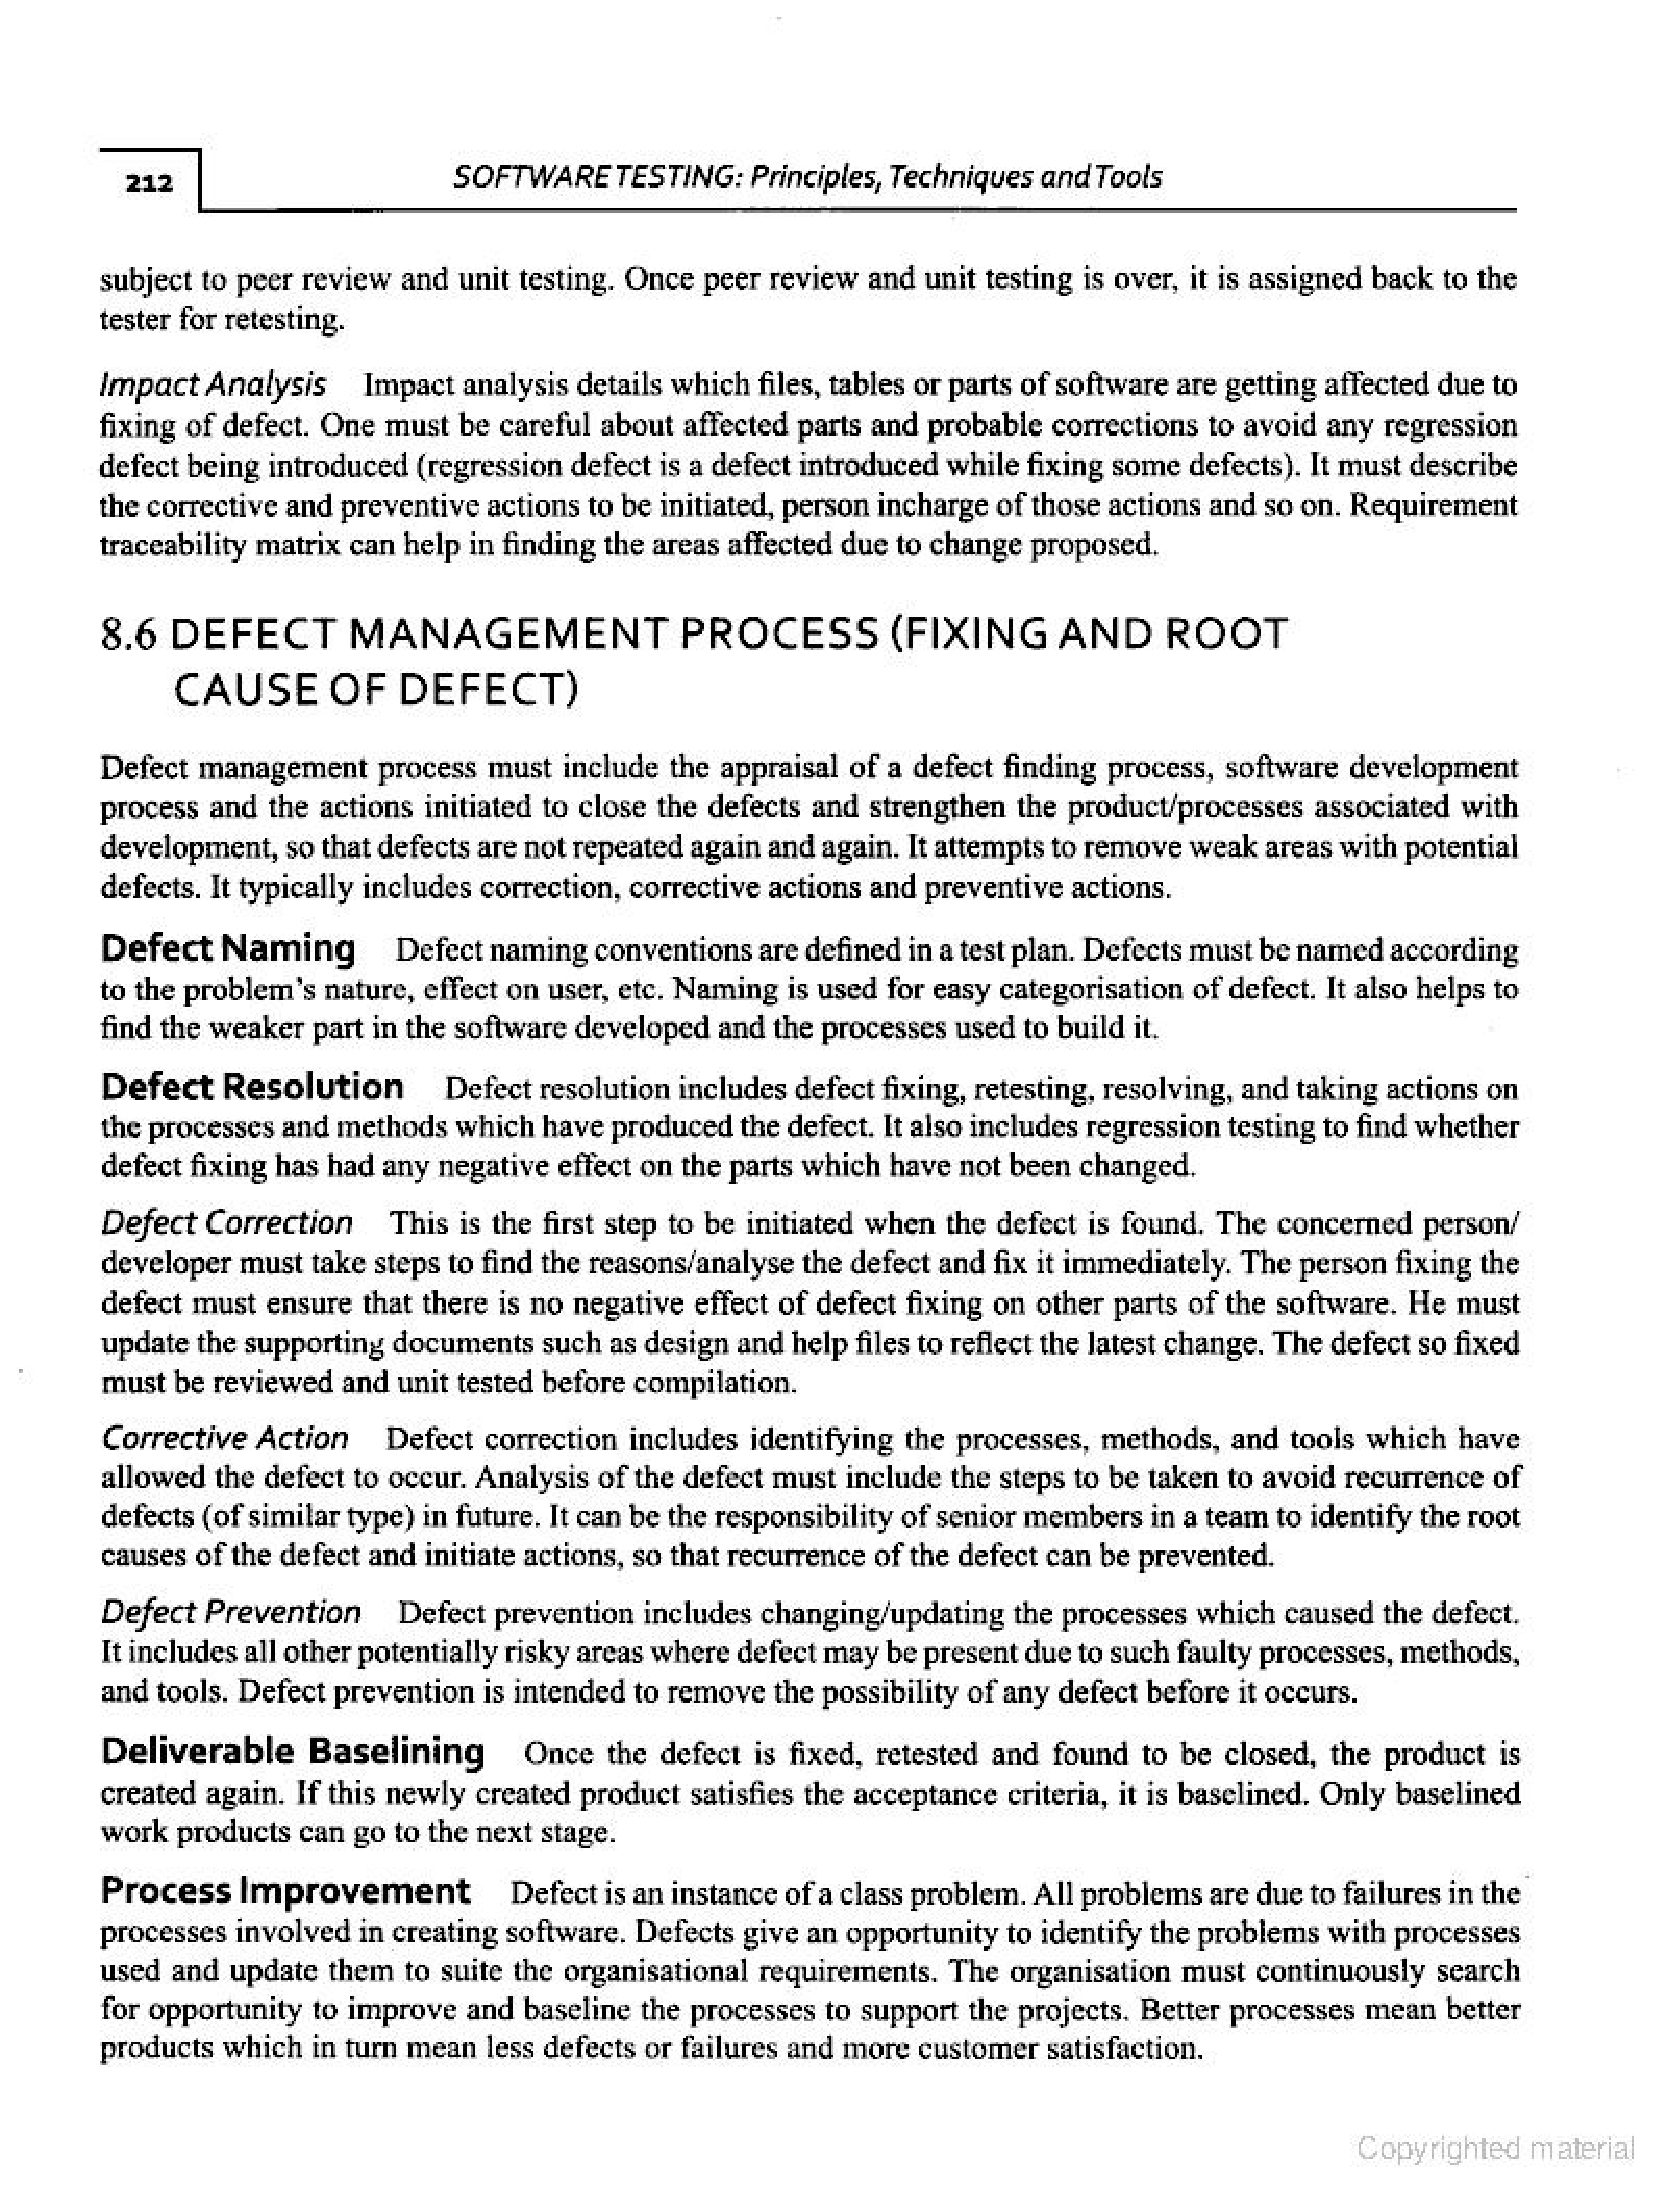 212
SOFTWARE TESTING: Principles, Techniques and Tools
subject to peer review and unit testing. Once peer review and unit testing is over, it is assigned back to the
tester for retesting.
Impact Analysis Impact analysis details which files, tables or parts of software are getting affected due to
fixing of defect. One must be careful about affected parts and probable corrections to avoid any regression
defect being introduced (regression defect is a defect introduced while fixing some defects). It must describe
the corrective and preventive actions to be initiated, person incharge of those actions and so on. Requirement
traceability matrix can help in finding the areas affected due to change proposed.
8.6 DEFECT MANAGEMENT PROCESS (FIXING AND ROOT
CAUSE OF DEFECT)
Defect management process must include the appraisal of a defect finding process, software development
process and the actions initiated to close the defects and strengthen the product/processes associated with
development, so that defects are not repeated again and again. It attempts to remove weak areas with potential
defects. It typically includes correction, corrective actions and preventive actions.
Defect Naming Defect naming conventions are defined in a test plan. Defects must be named according
to the problem's nature, effect on user, etc. Naming is used for easy categorisation of defect. It also helps to
find the weaker part in the software developed and the processes used to build it.
Defect Resolution Defect resolution includes defect fixing, retesting, resolving, and taking actions on
the processes and methods which have produced the defect. It also includes regression testing to find whether
defect fixing has had any negative effect on the parts which have not been changed.
Defect Correction This is the first step to be initiated when the defect is found. The concerned person/
developer must take steps to find the reasons/analyse the defect and fix it immediately. The person fixing the
defect must ensure that there is no negative effect of defect fixing on other parts of the software. He must
update the supporting documents such as design and help files to reflect the latest change. The defect so fixed
must be reviewed and unit tested before compilation.
Corrective Action Defect correction includes identifying the processes, methods, and tools which have
allowed the defect to occur. Analysis of the defect must include the steps to be taken to avoid recurrence of
defects (of similar type) in future. It can be the responsibility of senior members in a team to identify the root
causes of the defect and initiate actions, so that recurrence of the defect can be prevented.
Defect Prevention Defect prevention includes changing/updating the processes which caused the defect.
It includes all other potentially risky areas where defect may be present due to such faulty processes, methods,
and tools. Defect prevention is intended to remove the possibility of any defect before it occurs.
Deliverable Baselining Once the defect is fixed, retested and found to be closed, the product is
created again. If this newly created product satisfies the acceptance criteria, it is baselined. Only baselined
work products can go to the next stage.
Process Improvement Defect is an instance of a class problem. All problems are due to failures in the
processes involved in creating software. Defects give an opportunity to identify the problems with processes
used and update them to suite the organisational requirements. The organisation must continuously search
for opportunity to improve and baseline the processes to support the projects. Better processes mean better
products which in turn mean less defects or failures and more customer satisfaction.
Copyrighted material